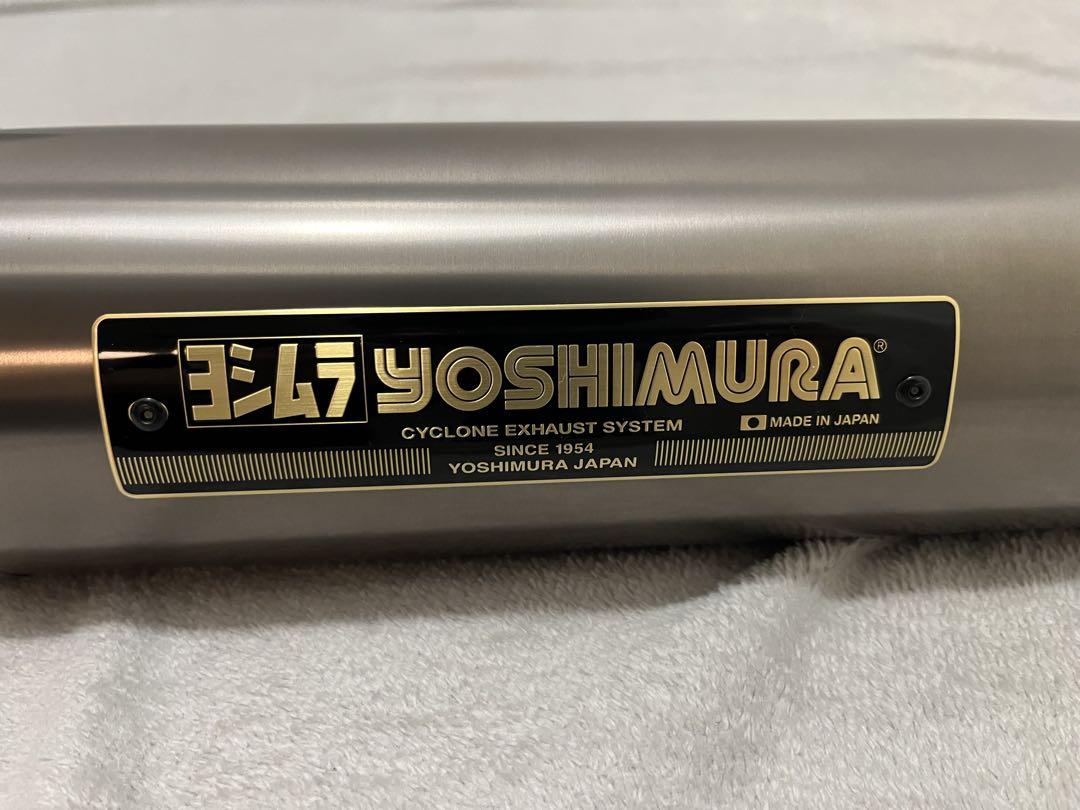 ヨシムラ YOSHIMURA®
CYCLONE EXHAUST SYSTEM
MADE IN JAPAN
SINCE 1954
YOSHIMURA JAPAN